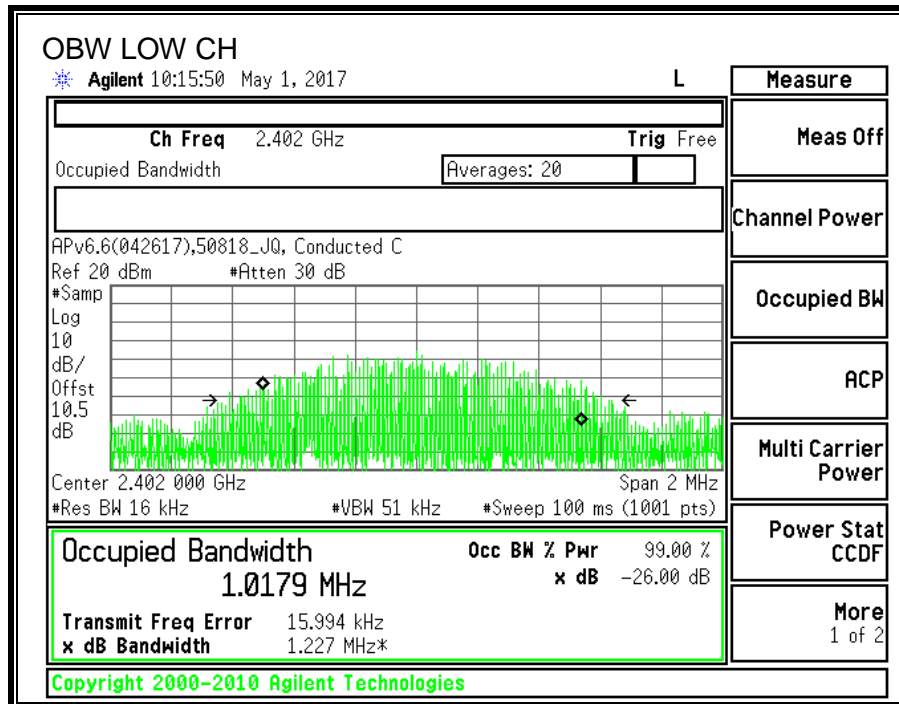 OBW LOW CH
Agilent 10:15:50 May 1, 2017 L
Measure
Ch Freq 2.402 GHz Trig Free
Occupied Bandwidth Averages: 20
APv6.6(042617),50818_JQ, Conducted C
Ref 20 dBm #Atten 30 dB
#Samp
Log
10
dB/
Offst
10.5
dB
Center 2.402 000 GHz Span 2 MHz
#Res BW 16 kHz #VBW 51 kHz #Sweep 100 ms (1001 pts)
Occupied Bandwidth Occ BW % Pwr 99.00 %
1.0179 MHz x dB -26.00 dB
Transmit Freq Error 15.994 kHz
x dB Bandwidth 1.227 MHz*
Copyright 2000-2010 Agilent Technologies
Meas Off
Channel Power
Occupied BW
ACP
Multi Carrier
Power
Power Stat
CCDF
More
1 of 2